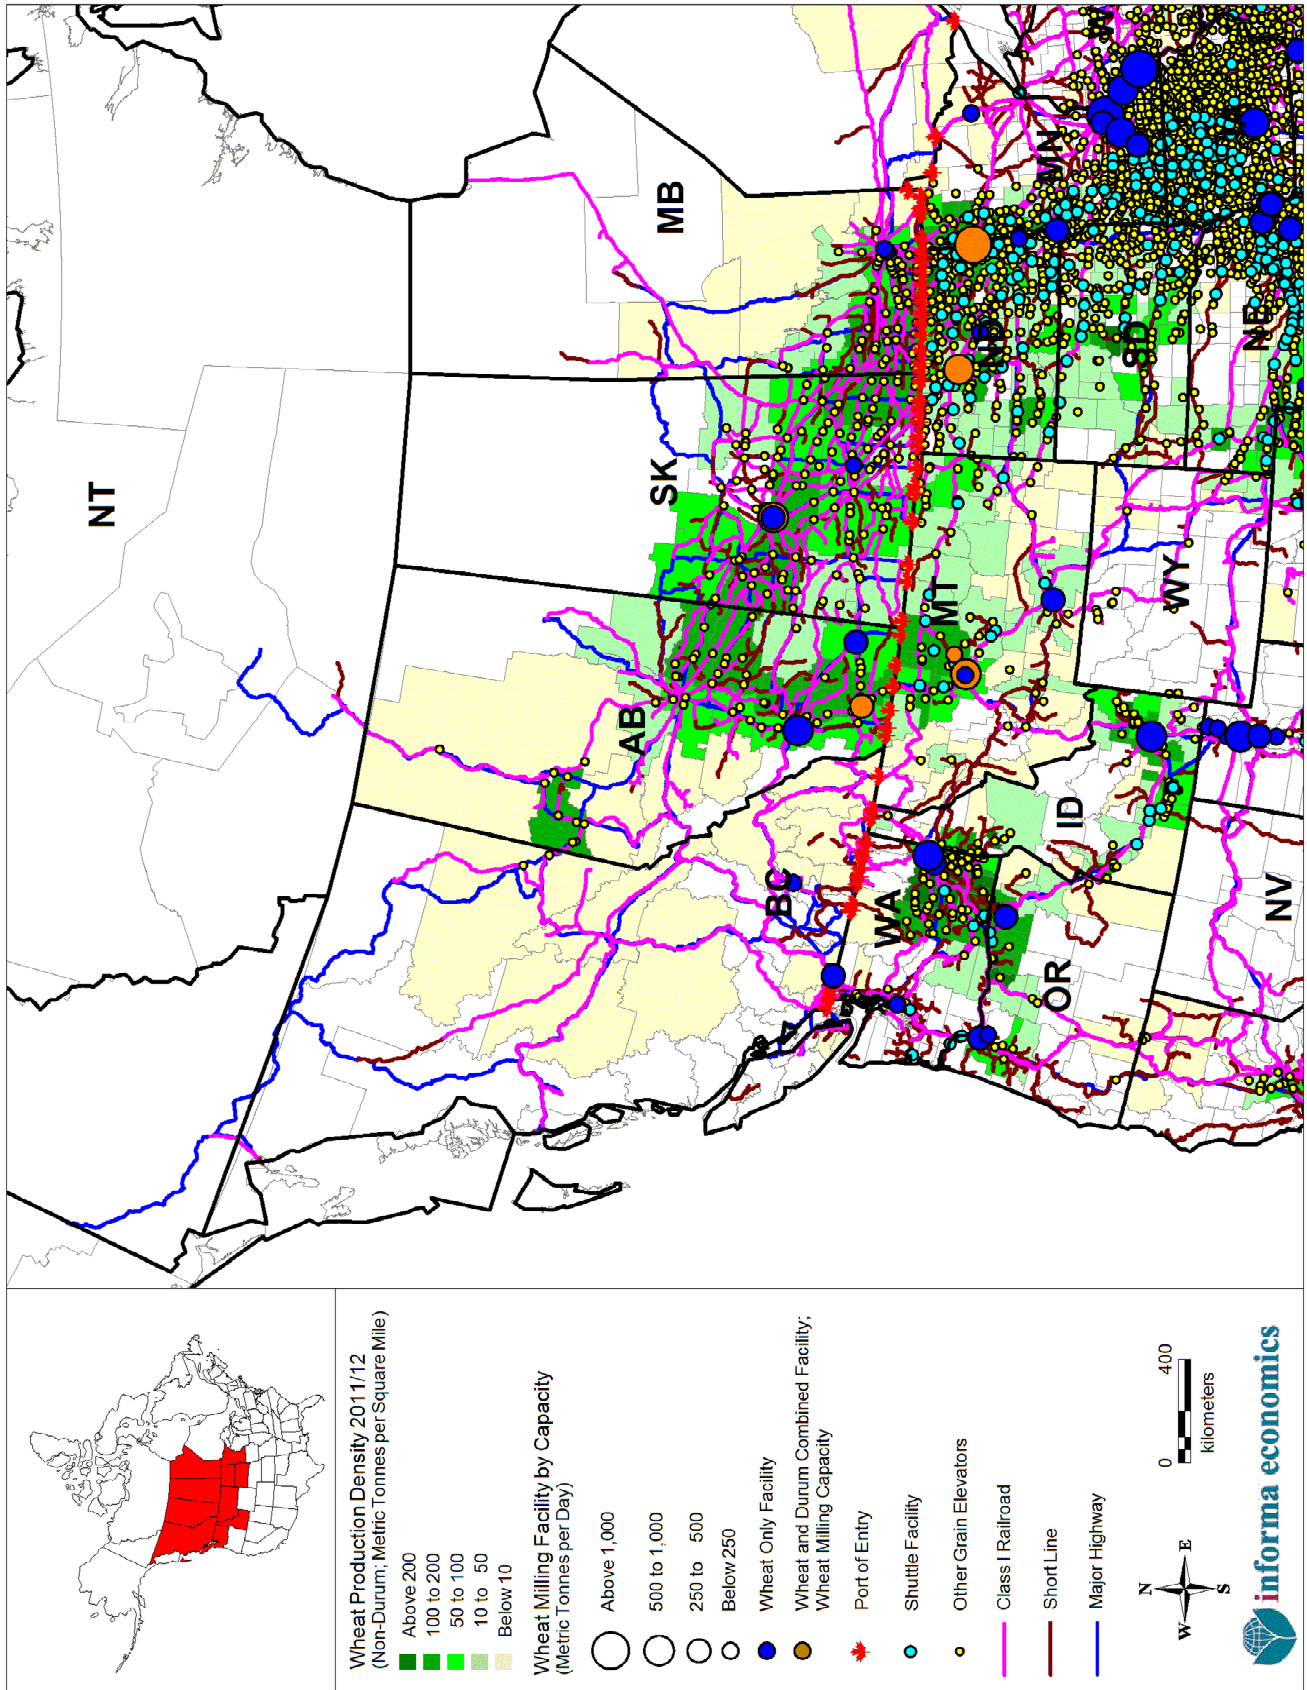 Wheat Production Density 2011/12
(Non-Durum; Metric Tonnes per Square Mile)
Above 200
100 to 200
50 to 100
10 to 50
Below 10
Wheat Milling Facility by Capacity
(Metric Tonnes per Day)
Above 1,000
500 to 1,000
250 to 500
Below 250
Wheat Only Facility
Wheat and Durum Combined Facility;
Wheat Milling Capacity
Port of Entry
Shuttle Facility
Other Grain Elevators
Class I Railroad
Short Line
Major Highway
N
W
E
S
0
400
kilometers
informa economics
NT
BC
AB
SK
MB
WA
MT
ND
MN
OR
ID
WY
SD
NE
NV